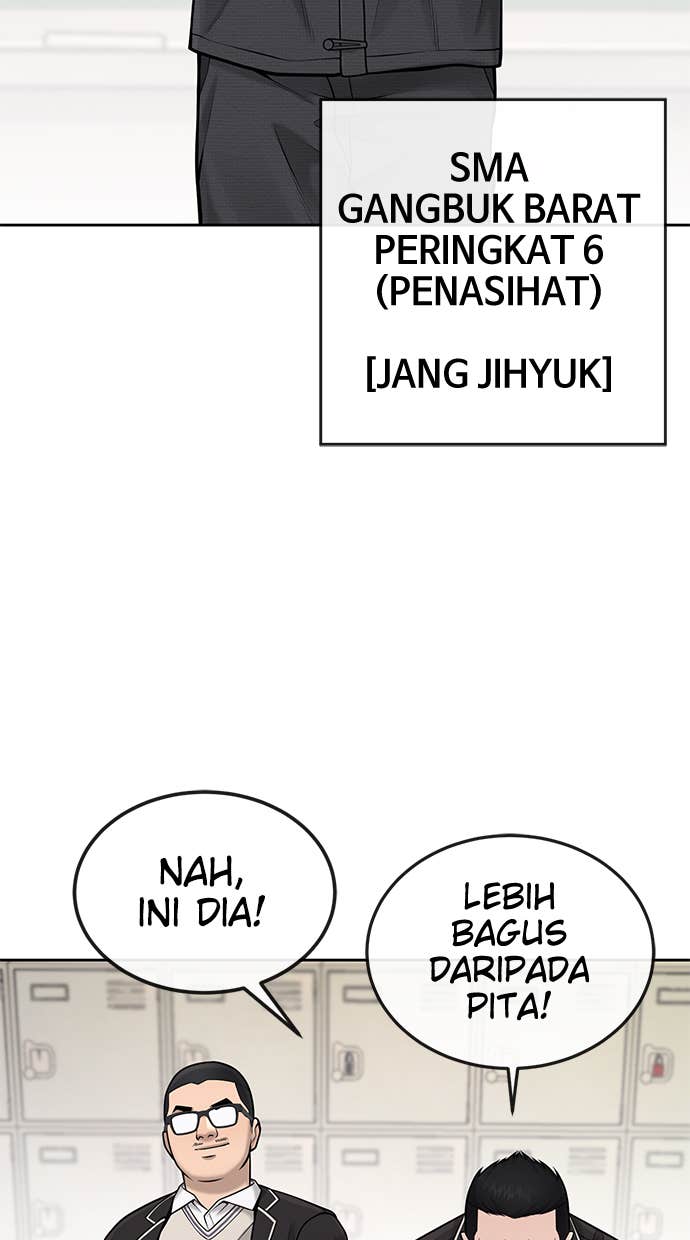 SMA
GANGBUK BARAT
PERINGKAT 6
(PENASIHAT)
[JANG JIHYUK]
NAH,
INI DIA!
LEBIH
BAGUS
DARIPADA
PITA!